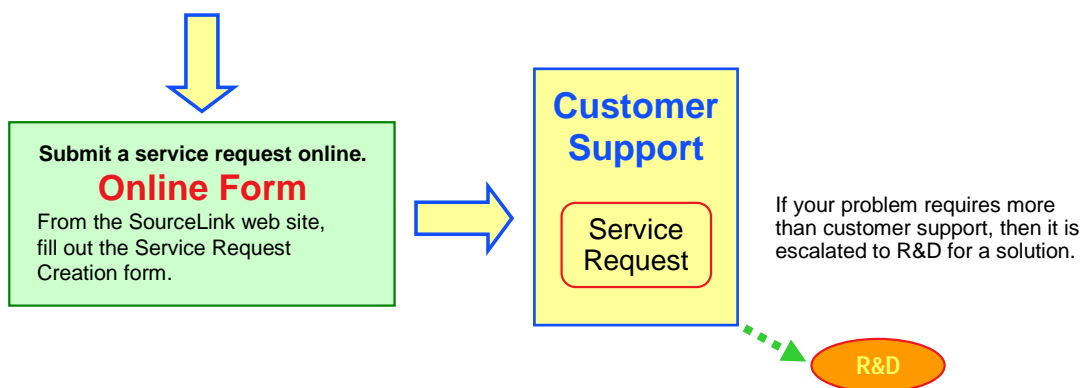 Submit a service request online.
Online Form
From the SourceLink web site,
fill out the Service Request
Creation form.
Customer
Support
Service
Request
If your problem requires more
than customer support, then it is
escalated to R&D for a solution.
R&D